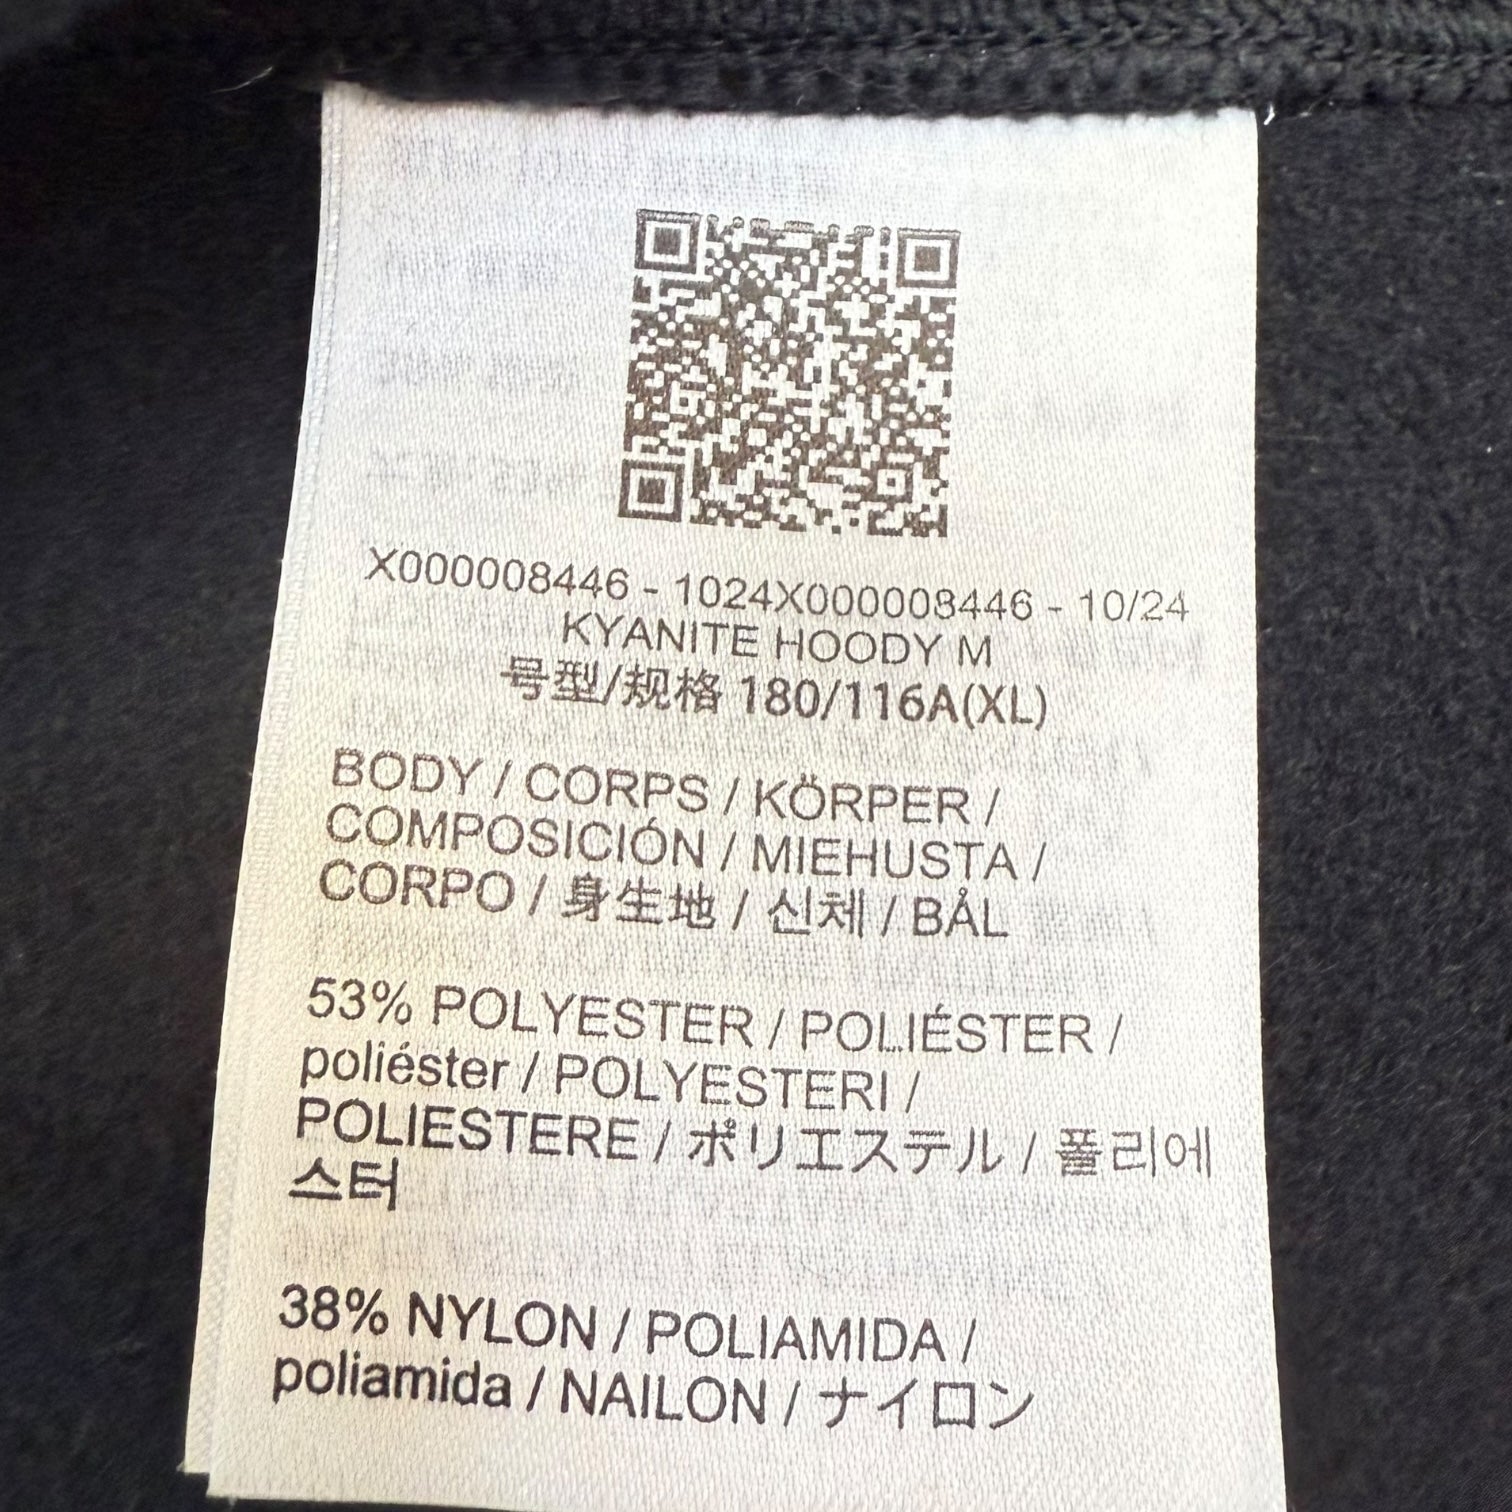 X000008446 - 1024X000008446 - 10/24
KYANITE HOODY M
号型/规格 180/116A(XL)
BODY / CORPS / KÖRPER /
COMPOSICIÓN / MIEHUSTA /
CORPO / 身生地 / 신체 / BÅL
53% POLYESTER / POLIÉSTER /
poliéster / POLYESTERI /
POLIESTERE / ポリエステル / 폴리에
스터
38% NYLON / POLIAMIDA /
poliamida / NAILON / ナイロン